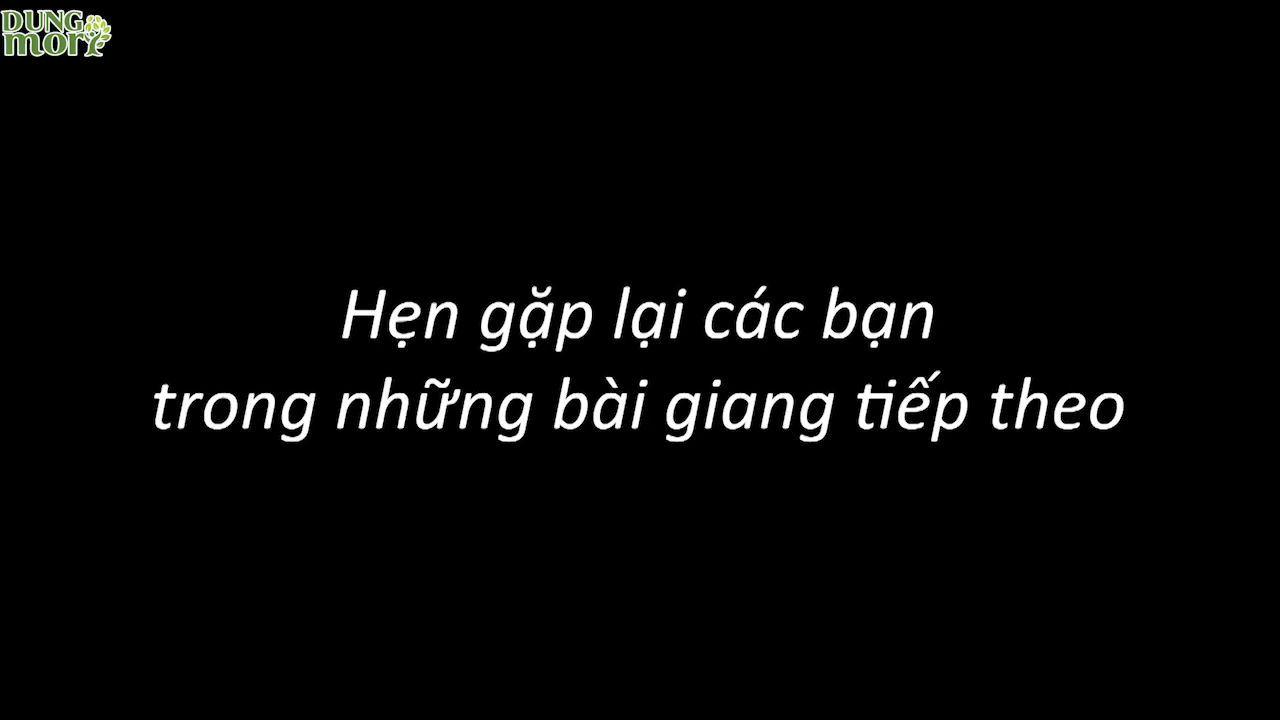 DUNG
mori
Hẹn gặp lại các bạn
trong những bài giang tiếp theo